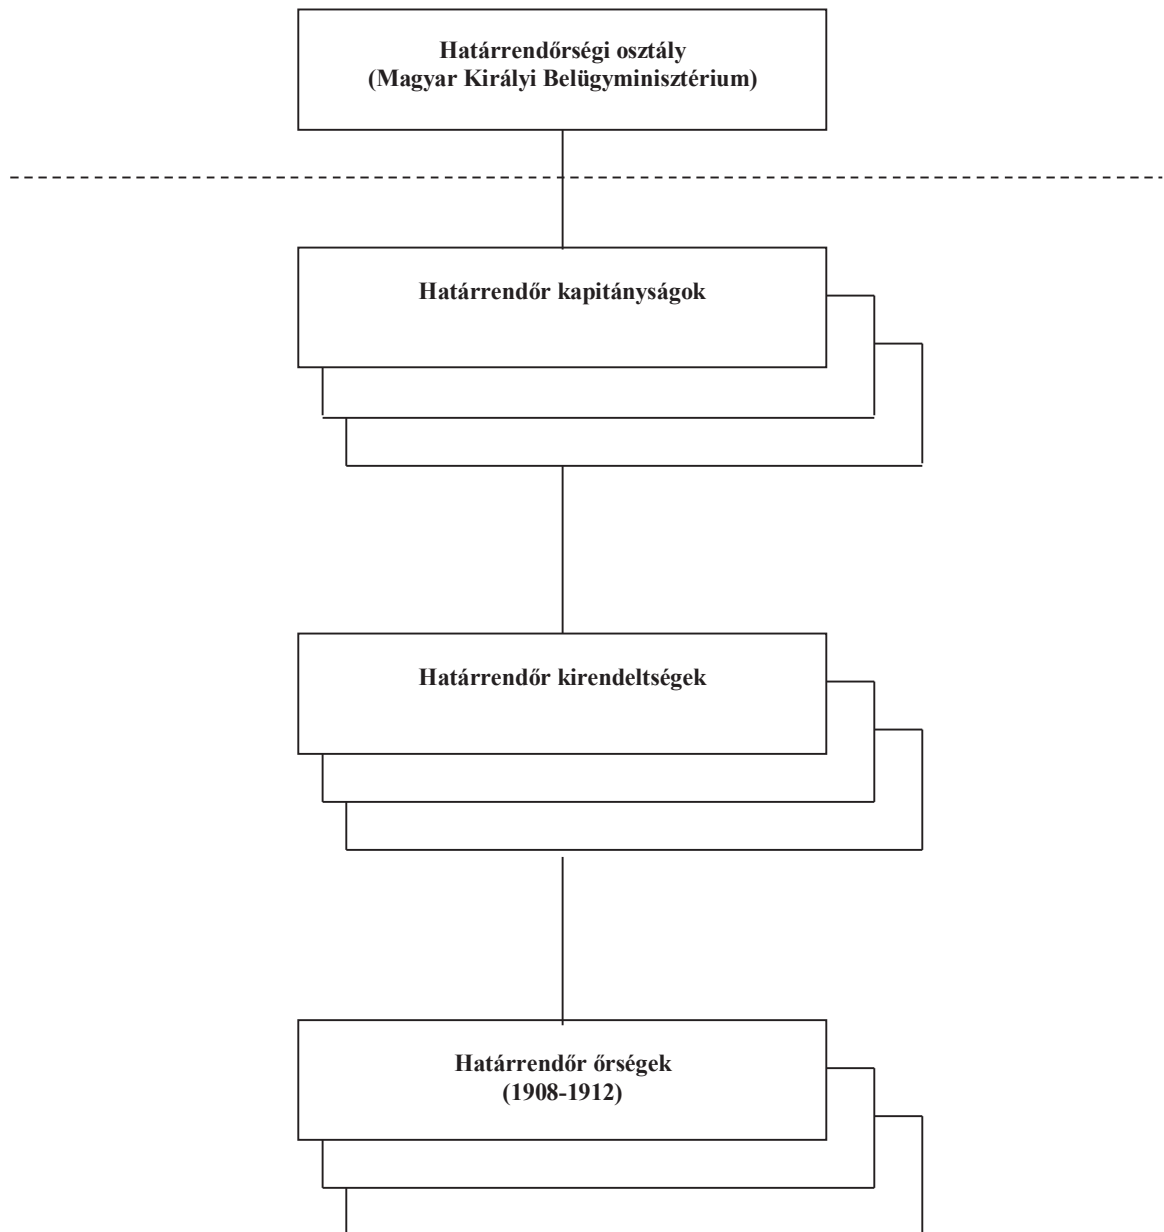 Határrendőrségi osztály
(Magyar Királyi Belügyminisztérium)
Határrendőr kapitányságok
Határrendőr kirendeltségek
Határrendőr őrségek
(1908-1912)